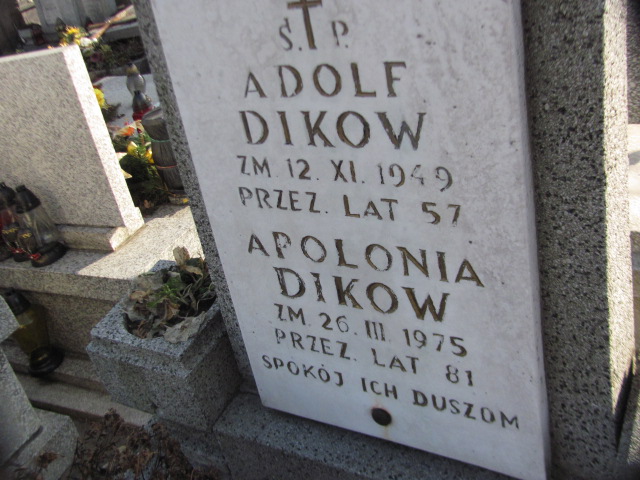 Ś. P.
ADOLF
DIKOW
ZM. 12. XI. 1949
PRZEZ. LAT 57
APOLONIA
DIKOW
ZM. 26. III. 1975
PRZEZ. LAT 81
SPOKÓJ ICH DUSZOM